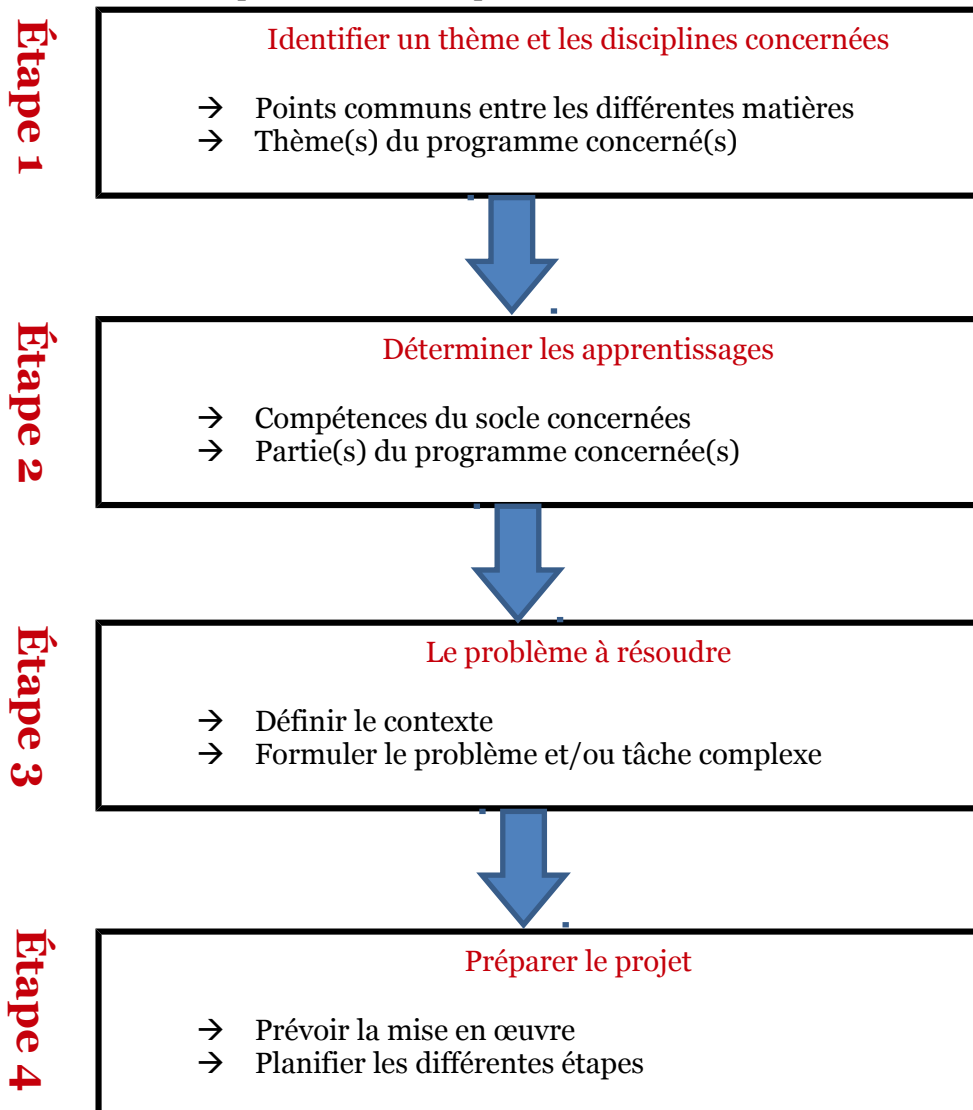 Étape 1
Identifier un thème et les disciplines concernées
→ Points communs entre les différentes matières
→ Thème(s) du programme concerné(s)
Étape 2
Déterminer les apprentissages
→ Compétences du socle concernées
→ Partie(s) du programme concernée(s)
Étape 3
Le problème à résoudre
→ Définir le contexte
→ Formuler le problème et/ou tâche complexe
Étape 4
Préparer le projet
→ Prévoir la mise en œuvre
→ Planifier les différentes étapes